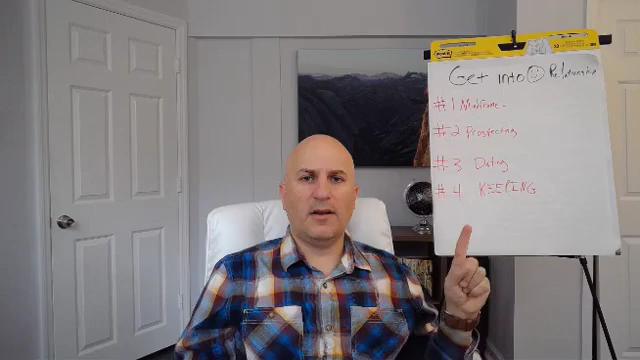 Get into Relationship
#1 Mindframe
#2 Prospecting
#3 Dating
#4 KEEPING